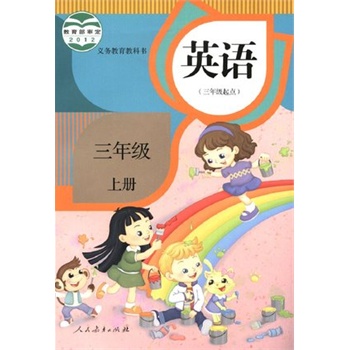 教育部审定
2012
义务教育教科书
英语
（三年级起点）
三年级
上册
人民教育出版社